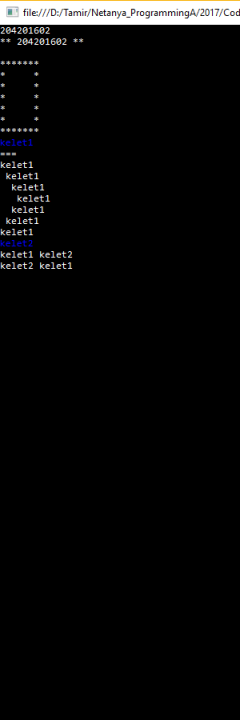 file:///D:/Tamir/Netanya_ProgrammingA/2017/Cod
204201602
** 204201602 **
*******
*     *
*     *
*     *
*     *
*     *
*******
kelet1
===
kelet1
 kelet1
  kelet1
   kelet1
  kelet1
 kelet1
kelet1
kelet2
kelet1 kelet2
kelet2 kelet1